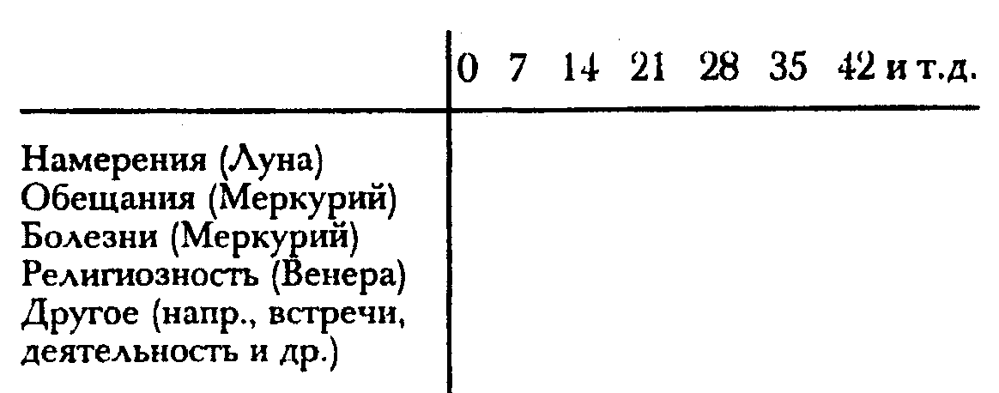 0 7 14 21 28 35 42 и т.д.
Намерения (Луна)
Обещания (Меркурий)
Болезни (Меркурий)
Религиозность (Венера)
Другое (напр., встречи,
деятельность и др.)